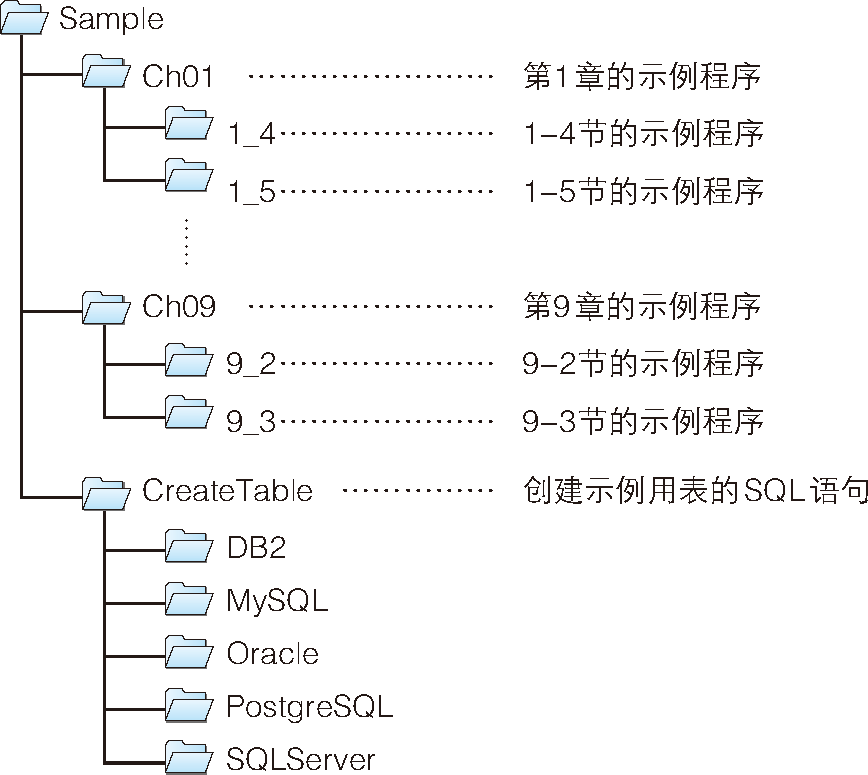 Sample
Ch01 ························ 第1章的示例程序
1_4 ························ 1-4节的示例程序
1_5 ························ 1-5节的示例程序
Ch09 ························ 第9章的示例程序
9_2 ························ 9-2节的示例程序
9_3 ························ 9-3节的示例程序
CreateTable ··············· 创建示例用表的SQL语句
DB2
MySQL
Oracle
PostgreSQL
SQLServer